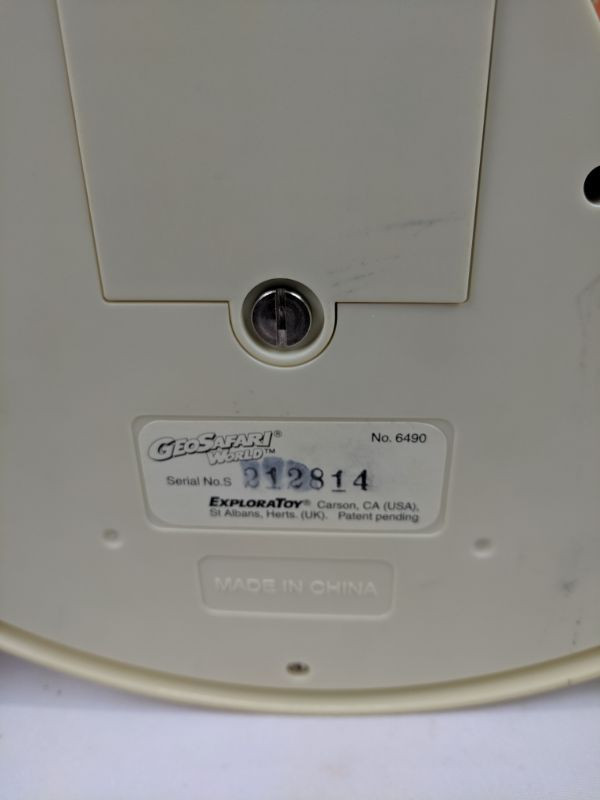 GEOSAFARI® No. 6490
WORLD™
Serial No.S 212814
EXPLORATOY® Carson, CA (USA),
St Albans, Herts. (UK). Patent pending
MADE IN CHINA